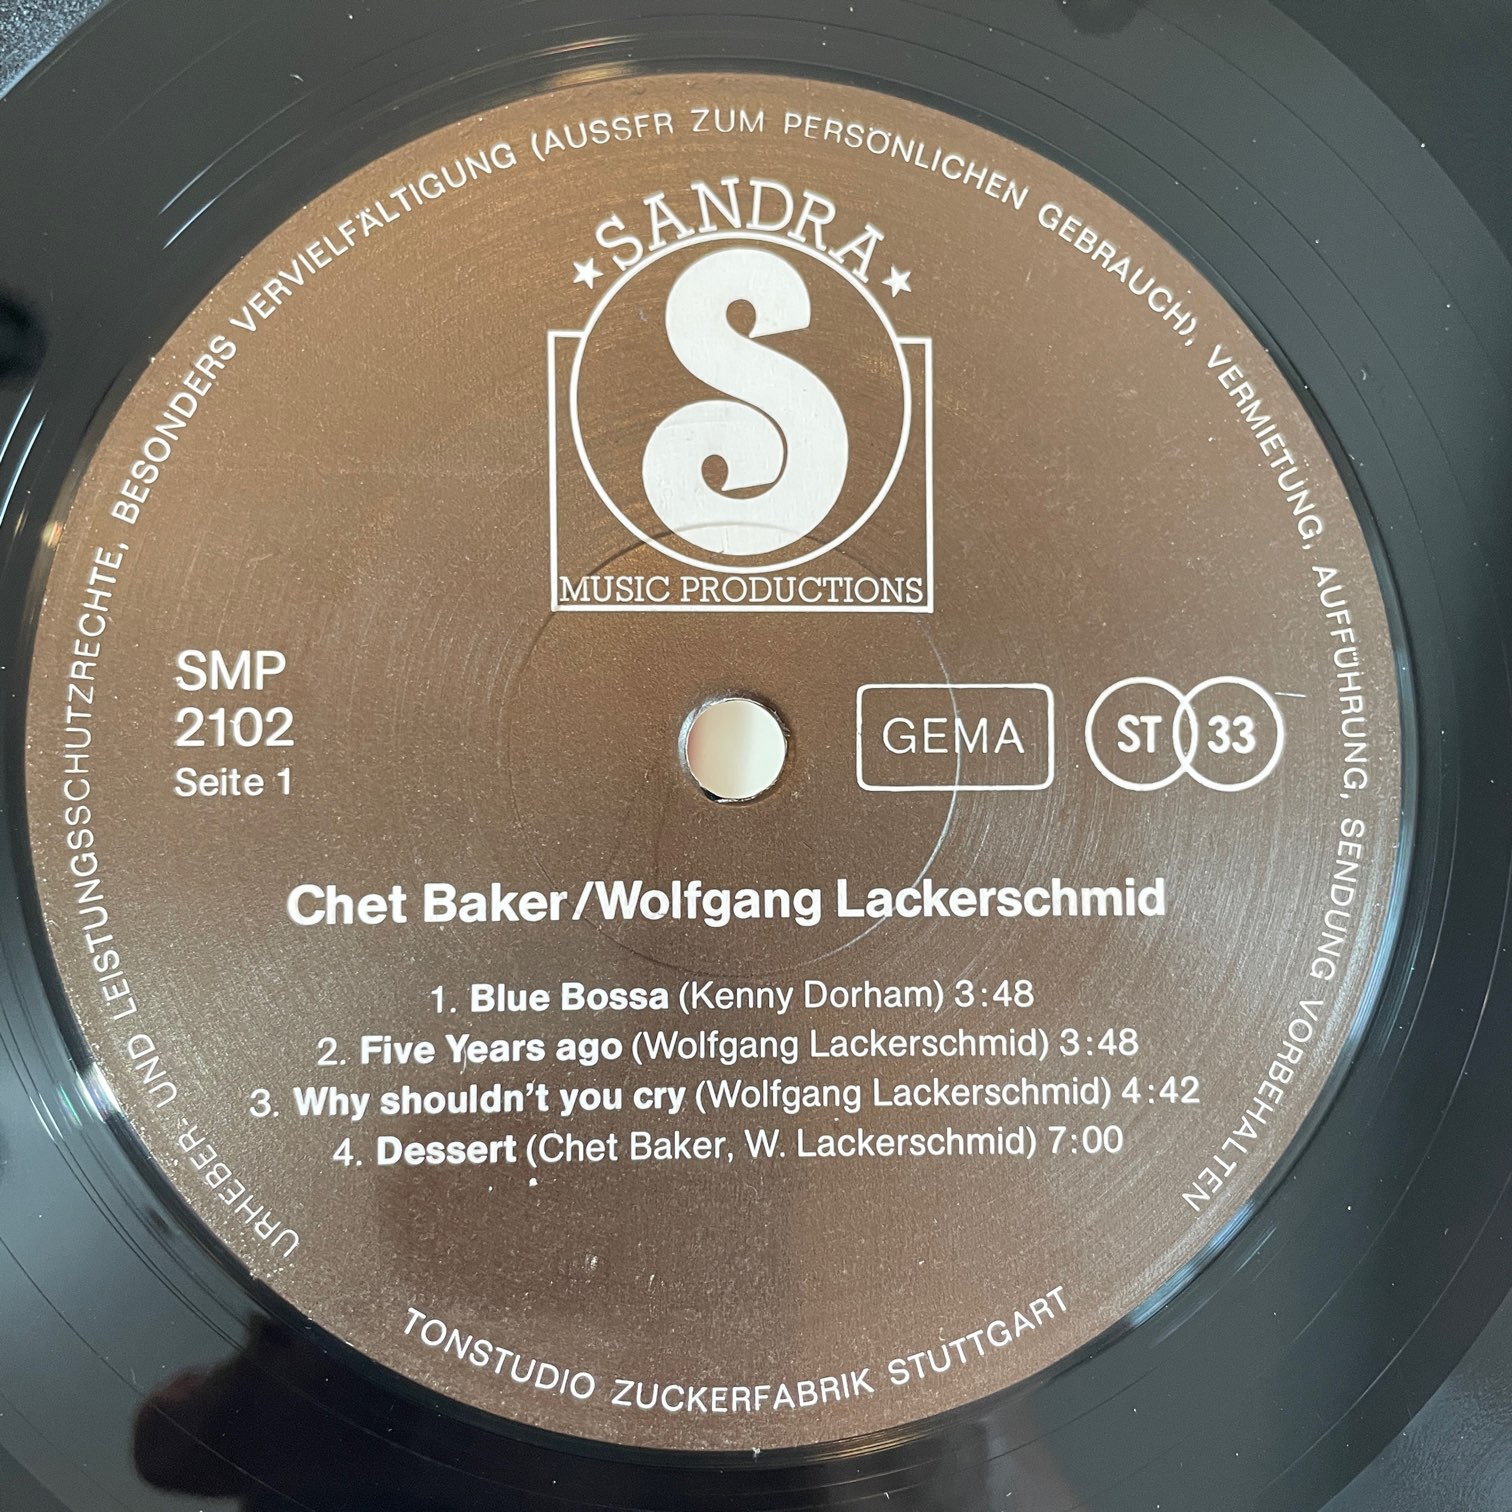 URHEBER- UND LEISTUNGSSCHUTZRECHTE, BESONDERS VERVIELFÄLTIGUNG (AUSSFR ZUM PERSÖNLICHEN GEBRAUCH), VERMIETUNG, AUFFÜHRUNG, SENDUNG VORBEHALTEN
SANDRA
S
MUSIC PRODUCTIONS
SMP
2102
Seite 1
GEMA
ST 33
Chet Baker/Wolfgang Lackerschmid
1. Blue Bossa (Kenny Dorham) 3:48
2. Five Years ago (Wolfgang Lackerschmid) 3:48
3. Why shouldn't you cry (Wolfgang Lackerschmid) 4:42
4. Dessert (Chet Baker, W. Lackerschmid) 7:00
TONSTUDIO ZUCKERFABRIK STUTTGART